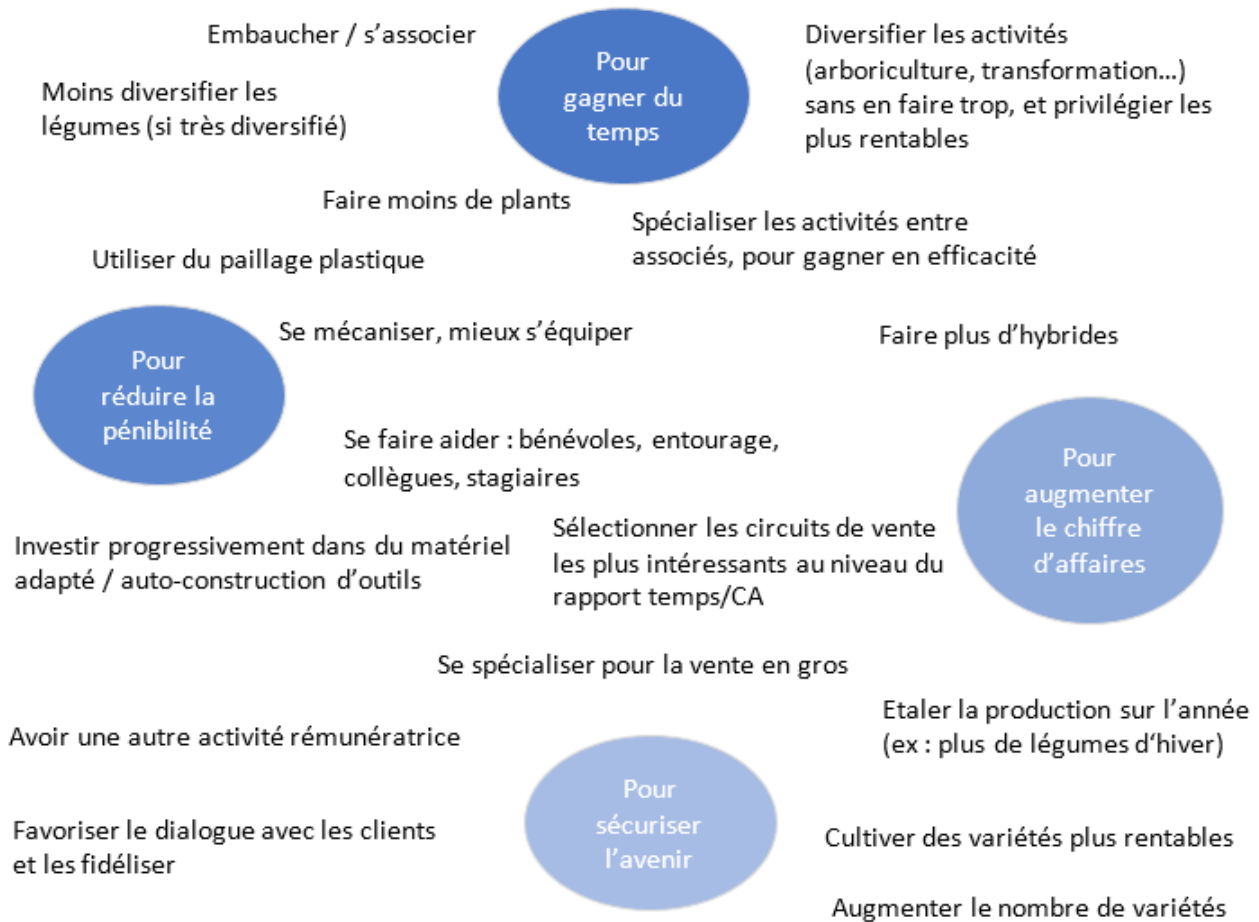 Embaucher / s’associer
Pour
gagner du
temps
Diversifier les activités
(arboriculture, transformation…)
sans en faire trop, et privilégier les
plus rentables
Moins diversifier les
légumes (si très diversifié)
Faire moins de plants
Spécialiser les activités entre
associés, pour gagner en efficacité
Utiliser du paillage plastique
Pour
réduire la
pénibilité
Se mécaniser, mieux s’équiper
Faire plus d’hybrides
Se faire aider : bénévoles, entourage,
collègues, stagiaires
Pour
augmenter
le chiffre
d’affaires
Investir progressivement dans du matériel
adapté / auto-construction d’outils
Sélectionner les circuits de vente
les plus intéressants au niveau du
rapport temps/CA
Se spécialiser pour la vente en gros
Etaler la production sur l’année
(ex : plus de légumes d‘hiver)
Avoir une autre activité rémunératrice
Pour
sécuriser
l’avenir
Favoriser le dialogue avec les clients
et les fidéliser
Cultiver des variétés plus rentables
Augmenter le nombre de variétés